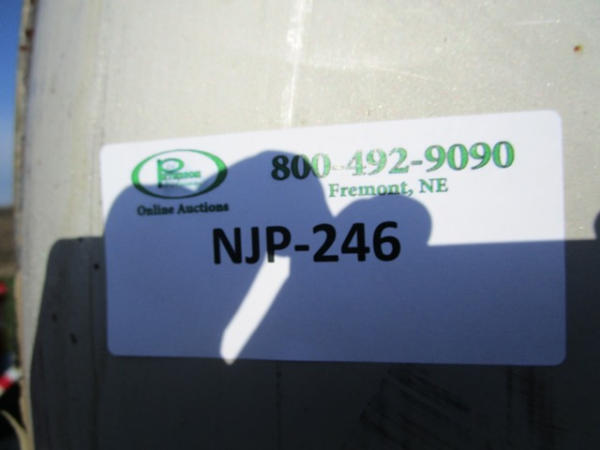 800-492-9090
Fremont, NE
Online Auctions
NJP-246